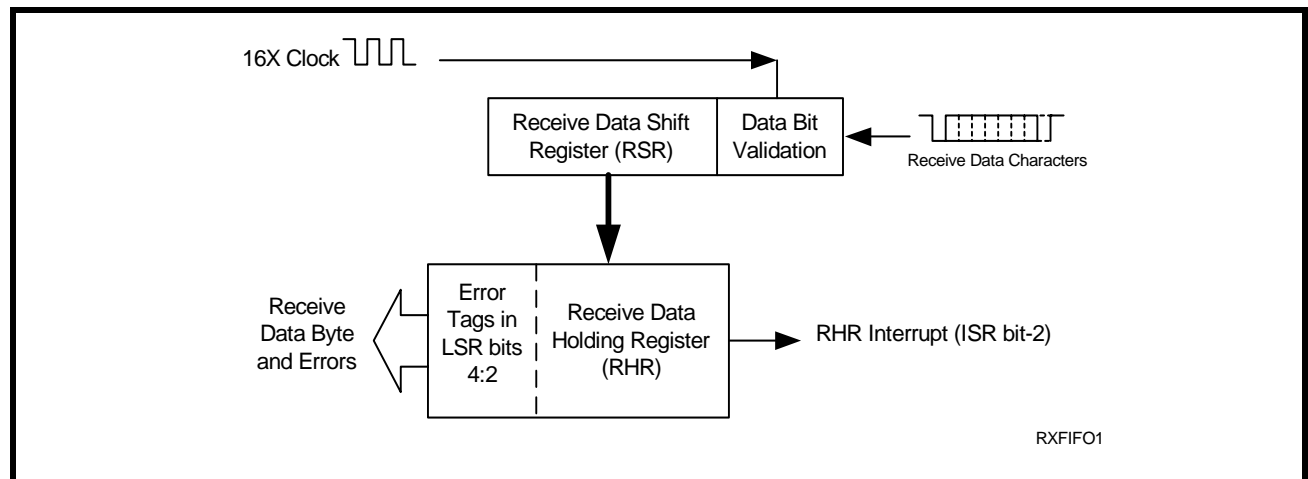 16X Clock
Receive Data Shift
Register (RSR)
Data Bit
Validation
Receive Data Characters
Receive
Data Byte
and Errors
Error
Tags in
LSR bits
4:2
Receive Data
Holding Register
(RHR)
RHR Interrupt (ISR bit-2)
RXFIFO1